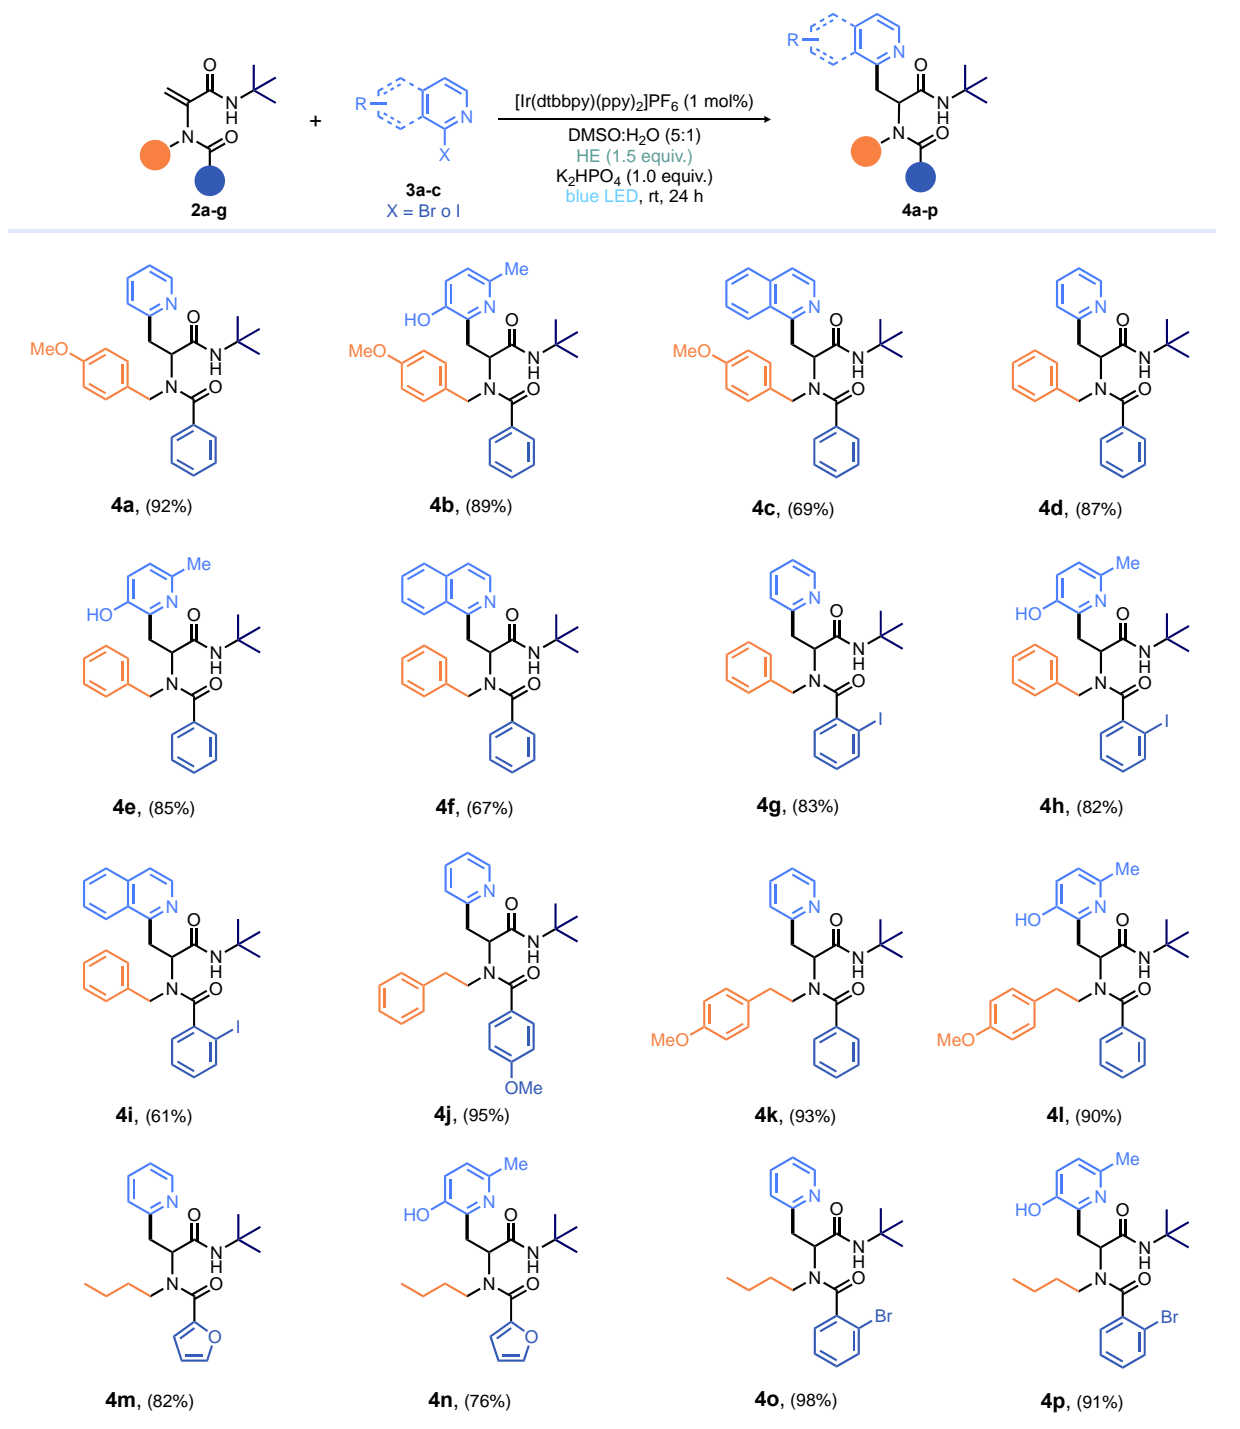 O
N
H
N
O
2a-g
+
R
N
X
3a-c
X = Br o I
[Ir(dtbbpy)(ppy)2]PF6 (1 mol%)
DMSO:H2O (5:1)
HE (1.5 equiv.)
K2HPO4 (1.0 equiv.)
blue LED, rt, 24 h
R
N
O
N
H
N
O
4a-p
N
O
N
H
MeO
N
O
4a, (92%)
Me
N
HO
O
N
H
MeO
N
O
4b, (89%)
N
O
N
H
MeO
N
O
4c, (69%)
N
O
N
H
N
O
4d, (87%)
Me
N
HO
O
N
H
N
O
4e, (85%)
N
O
N
H
N
O
4f, (67%)
N
O
N
H
N
O
I
4g, (83%)
Me
N
HO
O
N
H
N
O
I
4h, (82%)
N
O
N
H
N
O
I
4i, (61%)
N
O
N
H
N
O
OMe
4j, (95%)
N
O
N
H
N
O
MeO
4k, (93%)
Me
N
HO
O
N
H
N
O
MeO
4l, (90%)
N
O
N
H
N
O
O
4m, (82%)
Me
N
HO
O
N
H
N
O
O
4n, (76%)
N
O
N
H
N
O
Br
4o, (98%)
Me
N
HO
O
N
H
N
O
Br
4p, (91%)